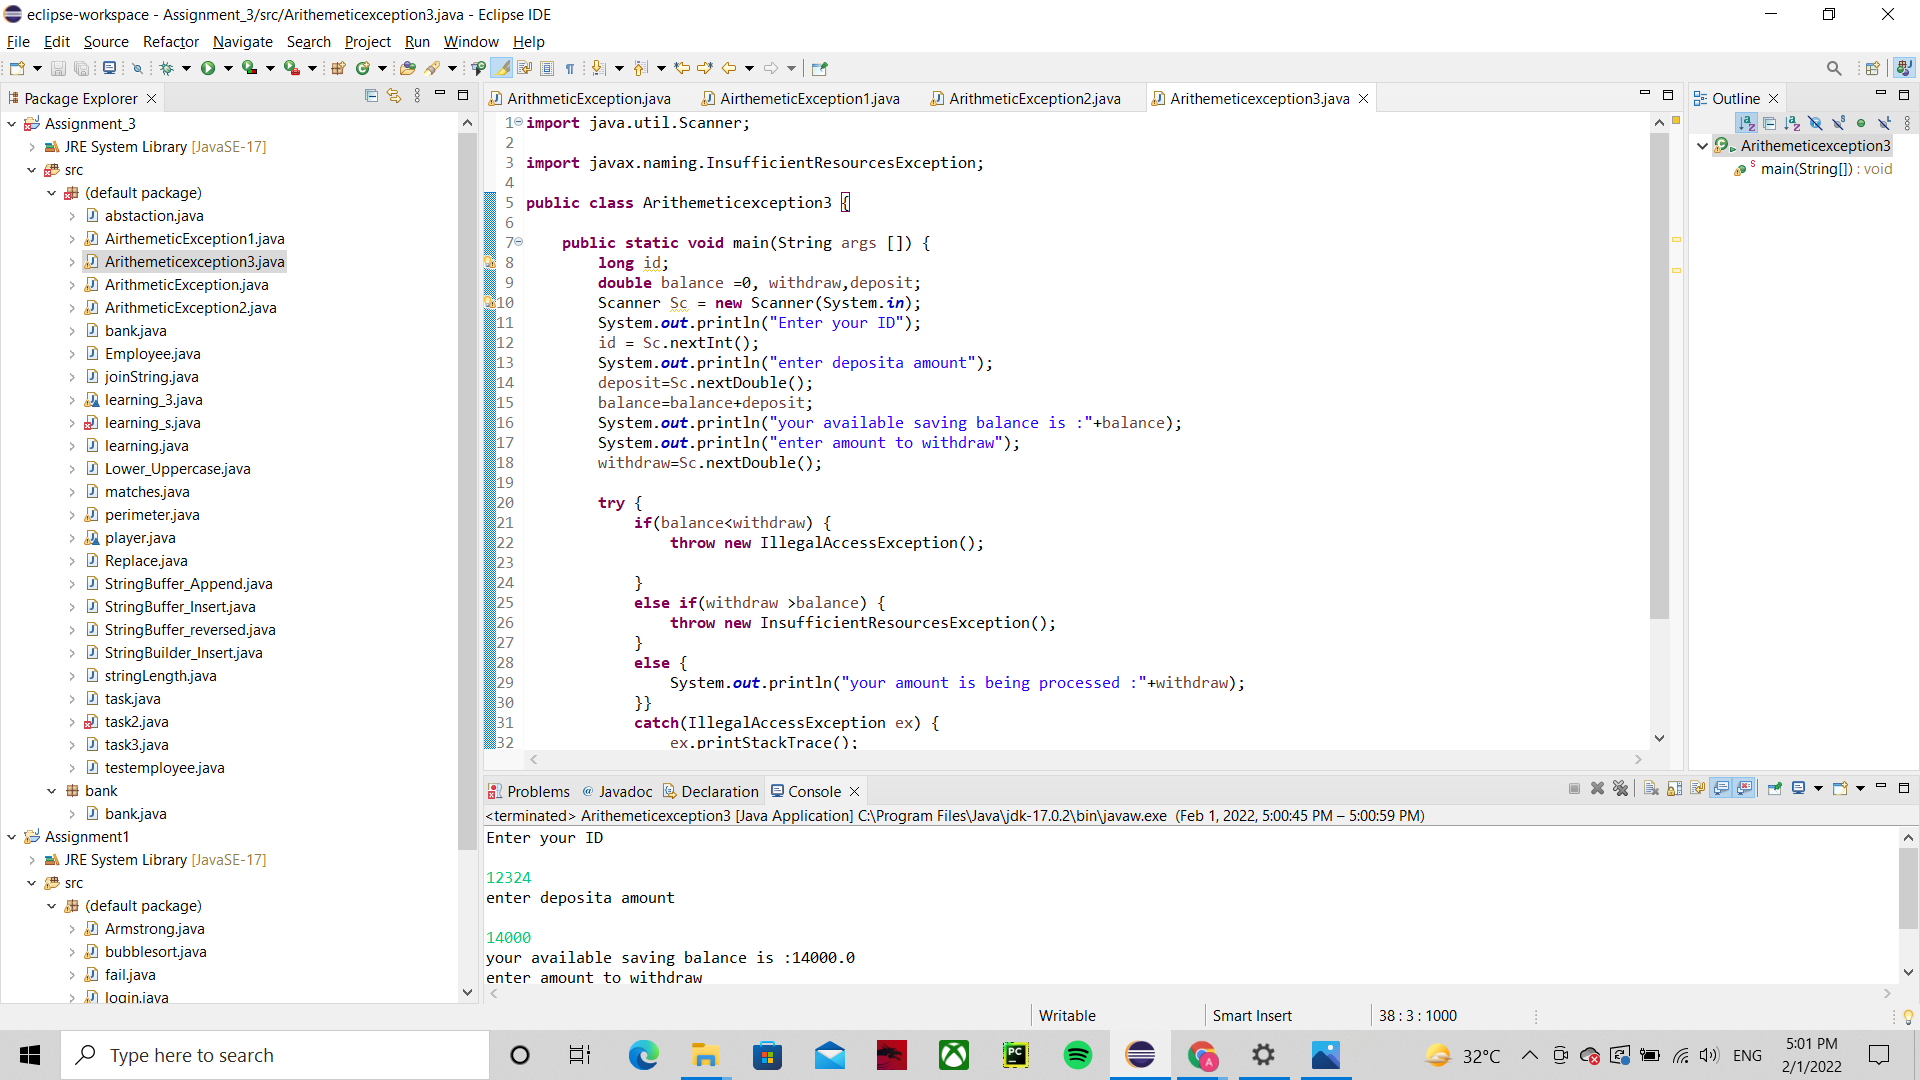 eclipse-workspace - Assignment_3/src/Arithemeticexception3.java - Eclipse IDE
File Edit Source Refactor Navigate Search Project Run Window Help
Package Explorer
Assignment_3
JRE System Library [JavaSE-17]
src
(default package)
abstaction.java
AirthemeticException1.java
Arithemeticexception3.java
ArithmeticException.java
ArithmeticException2.java
bank.java
Employee.java
joinString.java
learning_3.java
learning_s.java
learning.java
Lower_Uppercase.java
matches.java
perimeter.java
player.java
Replace.java
StringBuffer_Append.java
StringBuffer_Insert.java
StringBuffer_reversed.java
StringBuilder_Insert.java
stringLength.java
task.java
task2.java
task3.java
testemployee.java
bank
bank.java
Assignment1
JRE System Library [JavaSE-17]
src
(default package)
Armstrong.java
bubblesort.java
fail.java
login.java
ArithmeticException.java AirthemeticException1.java ArithmeticException2.java Arithemeticexception3.java
1 import java.util.Scanner;
2
3 import javax.naming.InsufficientResourcesException;
4
5 public class Arithemeticexception3 {
6
7 public static void main(String args []) {
8 long id;
9 double balance =0, withdraw,deposit;
10 Scanner Sc = new Scanner(System.in);
11 System.out.println("Enter your ID");
12 id = Sc.nextInt();
13 System.out.println("enter deposita amount");
14 deposit=Sc.nextDouble();
15 balance=balance+deposit;
16 System.out.println("your available saving balance is :"+balance);
17 System.out.println("enter amount to withdraw");
18 withdraw=Sc.nextDouble();
19
20 try {
21 if(balance<withdraw) {
22 throw new IllegalAccessException();
23
24 }
25 else if(withdraw >balance) {
26 throw new InsufficientResourcesException();
27 }
28 else {
29 System.out.println("your amount is being processed :"+withdraw);
30 }}
31 catch(IllegalAccessException ex) {
32 ex.printStackTrace();
Outline
Arithemeticexception3
main(String[]) : void
Problems @ Javadoc Declaration Console
<terminated> Arithemeticexception3 [Java Application] C:\Program Files\Java\jdk-17.0.2\bin\javaw.exe (Feb 1, 2022, 5:00:45 PM – 5:00:59 PM)
Enter your ID
12324
enter deposita amount
14000
your available saving balance is :14000.0
enter amount to withdraw
Writable Smart Insert 38 : 3 : 1000
Type here to search
PC
A
32°C
ENG
5:01 PM
2/1/2022